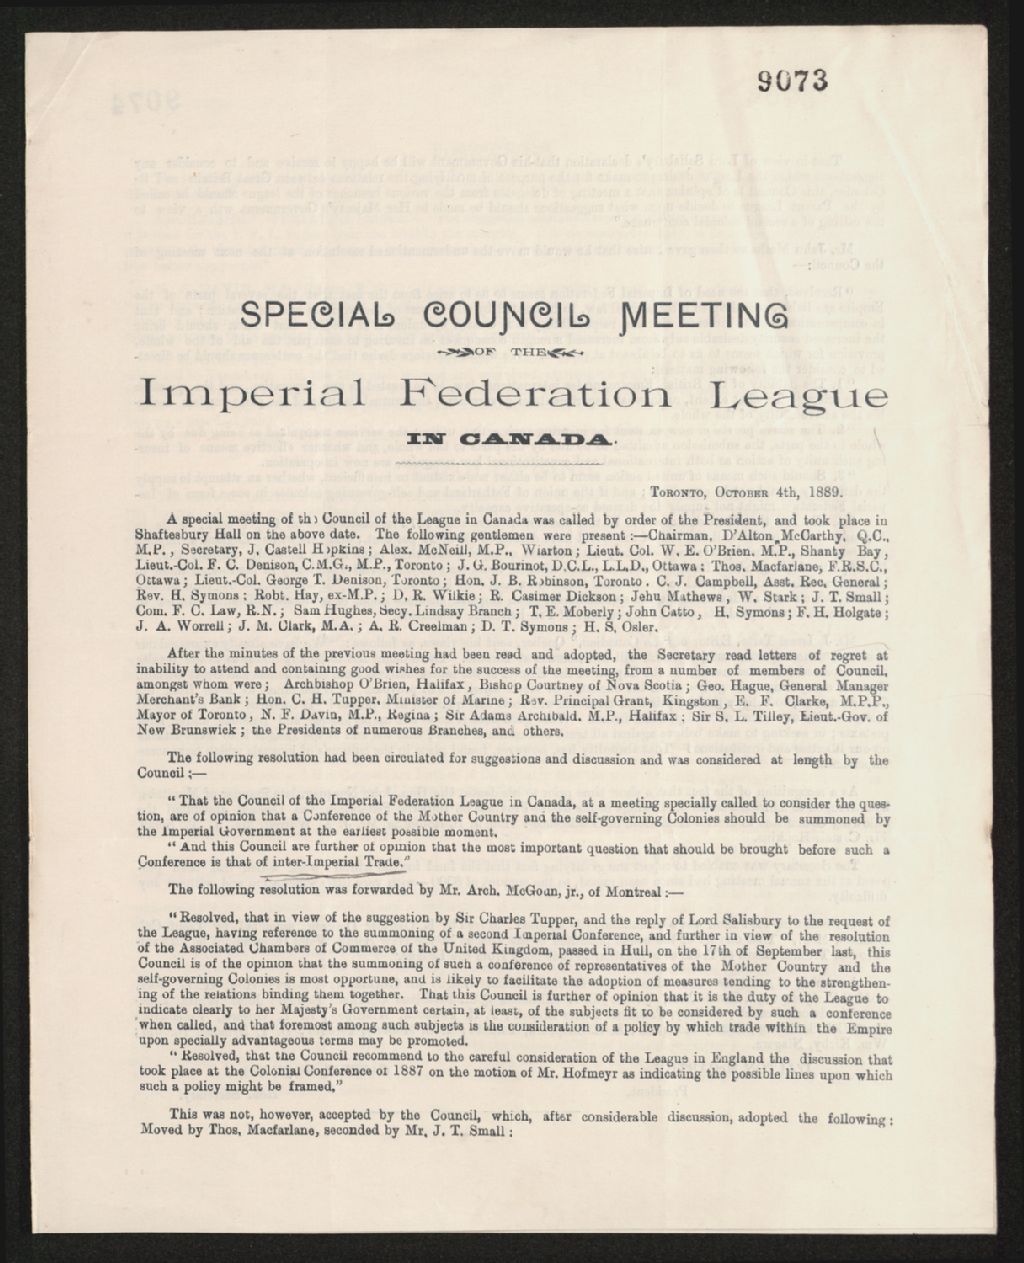 9073
SPECIAL COUNCIL MEETING
OF THE
Imperial Federation League
IN CANADA.
TORONTO, OCTOBER 4th, 1889.
A special meeting of the Council of the League in Canada was called by order of the President, and took place in
Shaftesbury Hall on the above date. The following gentlemen were present :—Chairman, D'Alton McCarthy, Q.C.,
M.P., Secretary, J. Castell Hopkins; Alex. McNeill, M.P., Wiarton; Lieut. Col. W. E. O'Brien, M.P., Shanty Bay,
Lieut.-Col. F. C. Denison, C.M.G., M.P., Toronto; J. G. Bourinot, D.C.L., L.L.D., Ottawa; Thos. Macfarlane, F.R.S.C.,
Ottawa; Lieut.-Col. George T. Denison, Toronto; Hon. J. B. Robinson, Toronto. C. J. Campbell, Asst. Rec. General;
Rev. H. Symons; Robt. Hay, ex-M.P.; D. R. Wilkie; R. Casimer Dickson; Jehu Mathews, W. Stark; J. T. Small;
Com. F. C. Law, R.N.; Sam Hughes, Secy. Lindsay Branch; T. E. Moberly; John Catto, H. Symons; F. H. Holgate;
J. A. Worrell; J. M. Clark, M.A.; A. R. Creelman; D. T. Symons; H. S. Osler.
After the minutes of the previous meeting had been read and adopted, the Secretary read letters of regret at
inability to attend and containing good wishes for the success of the meeting, from a number of members of Council,
amongst whom were; Archbishop O'Brien, Halifax, Bishop Courtney of Nova Scotia; Geo. Hague, General Manager
Merchant's Bank; Hon. C. H. Tupper, Minister of Marine; Rev. Principal Grant, Kingston, E. F. Clarke, M.P.P.,
Mayor of Toronto, N. F. Davin, M.P., Regina; Sir Adams Archibald, M.P., Halifax; Sir S. L. Tilley, Lieut.-Gov. of
New Brunswick; the Presidents of numerous Branches, and others.
The following resolution had been circulated for suggestions and discussion and was considered at length by the
Council;—
"That the Council of the Imperial Federation League in Canada, at a meeting specially called to consider the ques-
tion, are of opinion that a Conference of the Mother Country and the self-governing Colonies should be summoned by
the Imperial Government at the earliest possible moment.
"And this Council are further of opinion that the most important question that should be brought before such a
Conference is that of inter-Imperial Trade."
The following resolution was forwarded by Mr. Arch. McGoun, jr., of Montreal:—
"Resolved, that in view of the suggestion by Sir Charles Tupper, and the reply of Lord Salisbury to the request of
the League, having reference to the summoning of a second Imperial Conference, and further in view of the resolution
of the Associated Chambers of Commerce of the United Kingdom, passed in Hull, on the 17th of September last, this
Council is of the opinion that the summoning of such a conference of representatives of the Mother Country and the
self-governing Colonies is most opportune, and is likely to facilitate the adoption of measures tending to the strengthen-
ing of the relations binding them together. That this Council is further of opinion that it is the duty of the League to
indicate clearly to her Majesty's Government certain, at least, of the subjects fit to be considered by such a conference
when called, and that foremost among such subjects is the consideration of a policy by which trade within the Empire
upon specially advantageous terms may be promoted.
"Resolved, that the Council recommend to the careful consideration of the League in England the discussion that
took place at the Colonial Conference of 1887 on the motion of Mr. Hofmeyr as indicating the possible lines upon which
such a policy might be framed."
This was not, however, accepted by the Council, which, after considerable discussion, adopted the following:
Moved by Thos. Macfarlane, seconded by Mr. J. T. Small: